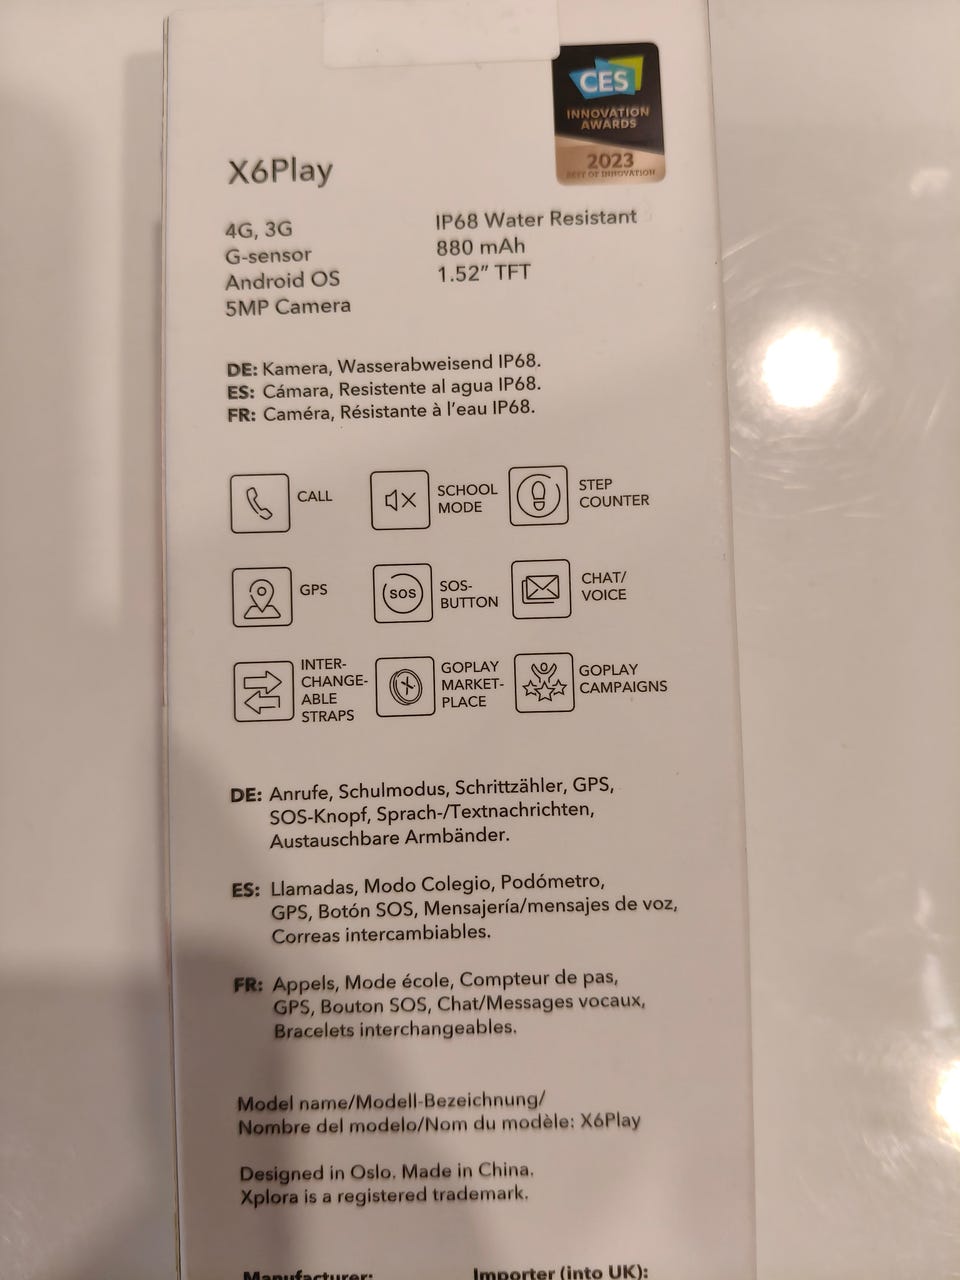 CES
INNOVATION
AWARDS
2023
BEST OF INNOVATION
X6Play
4G, 3G
G-sensor
Android OS
5MP Camera
IP68 Water Resistant
880 mAh
1.52” TFT
DE: Kamera, Wasserabweisend IP68.
ES: Cámara, Resistente al agua IP68.
FR: Caméra, Résistante à l’eau IP68.
CALL
SCHOOL
MODE
STEP
COUNTER
GPS
SOS
SOS-
BUTTON
CHAT/
VOICE
INTER-
CHANGE-
ABLE
STRAPS
GOPLAY
MARKET-
PLACE
GOPLAY
CAMPAIGNS
DE: Anrufe, Schulmodus, Schrittzähler, GPS,
SOS-Knopf, Sprach-/Textnachrichten,
Austauschbare Armbänder.
ES: Llamadas, Modo Colegio, Podómetro,
GPS, Botón SOS, Mensajería/mensajes de voz,
Correas intercambiables.
FR: Appels, Mode école, Compteur de pas,
GPS, Bouton SOS, Chat/Messages vocaux,
Bracelets interchangeables.
Model name/Modell-Bezeichnung/
Nombre del modelo/Nom du modèle: X6Play
Designed in Oslo. Made in China.
Xplora is a registered trademark.
Manufacturer:
Importer (into UK):